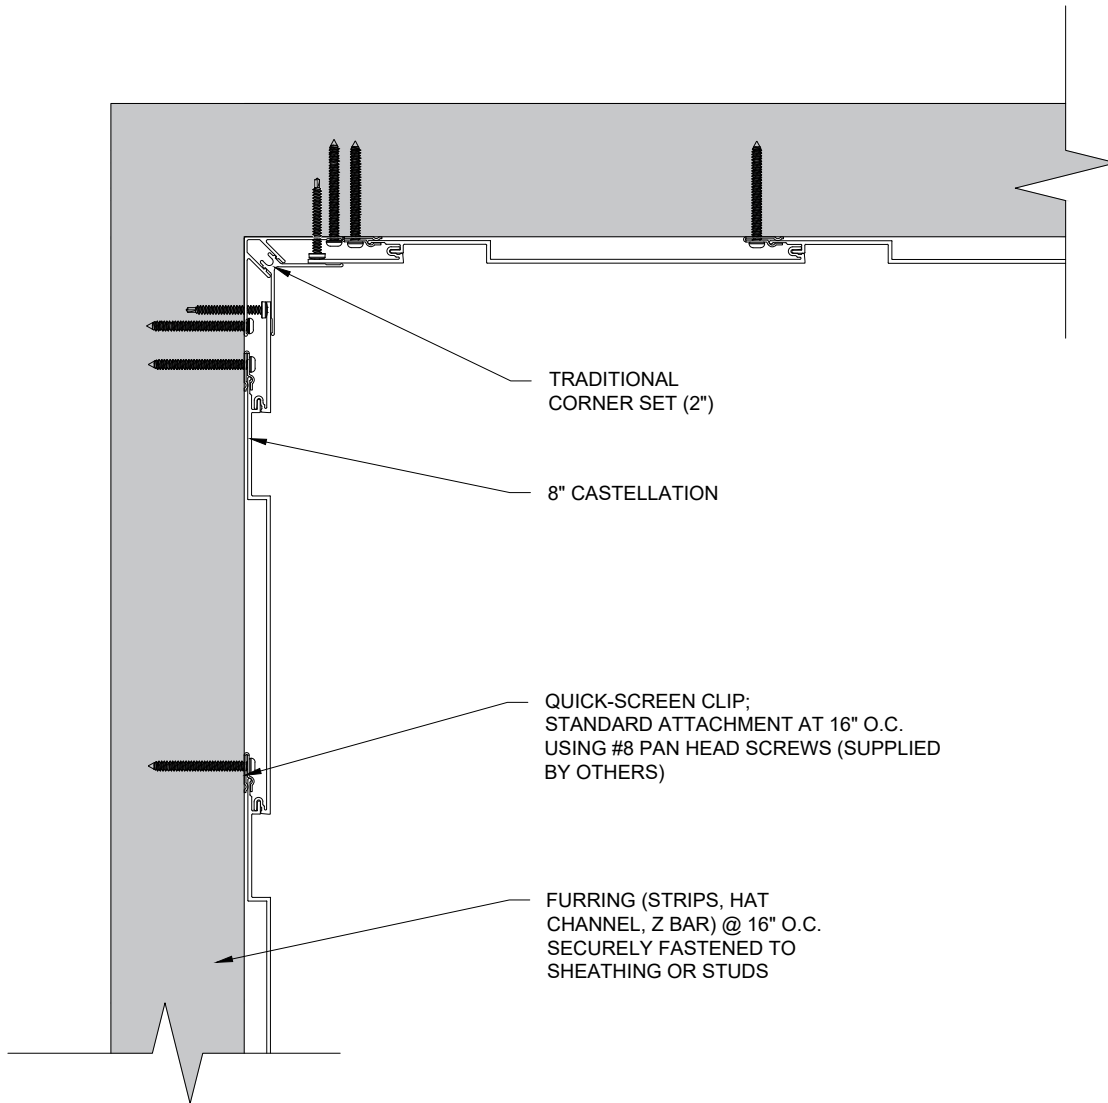 TRADITIONAL
CORNER SET (2")
8" CASTELLATION
QUICK-SCREEN CLIP;
STANDARD ATTACHMENT AT 16" O.C.
USING #8 PAN HEAD SCREWS (SUPPLIED
BY OTHERS)
FURRING (STRIPS, HAT
CHANNEL, Z BAR) @ 16" O.C.
SECURELY FASTENED TO
SHEATHING OR STUDS